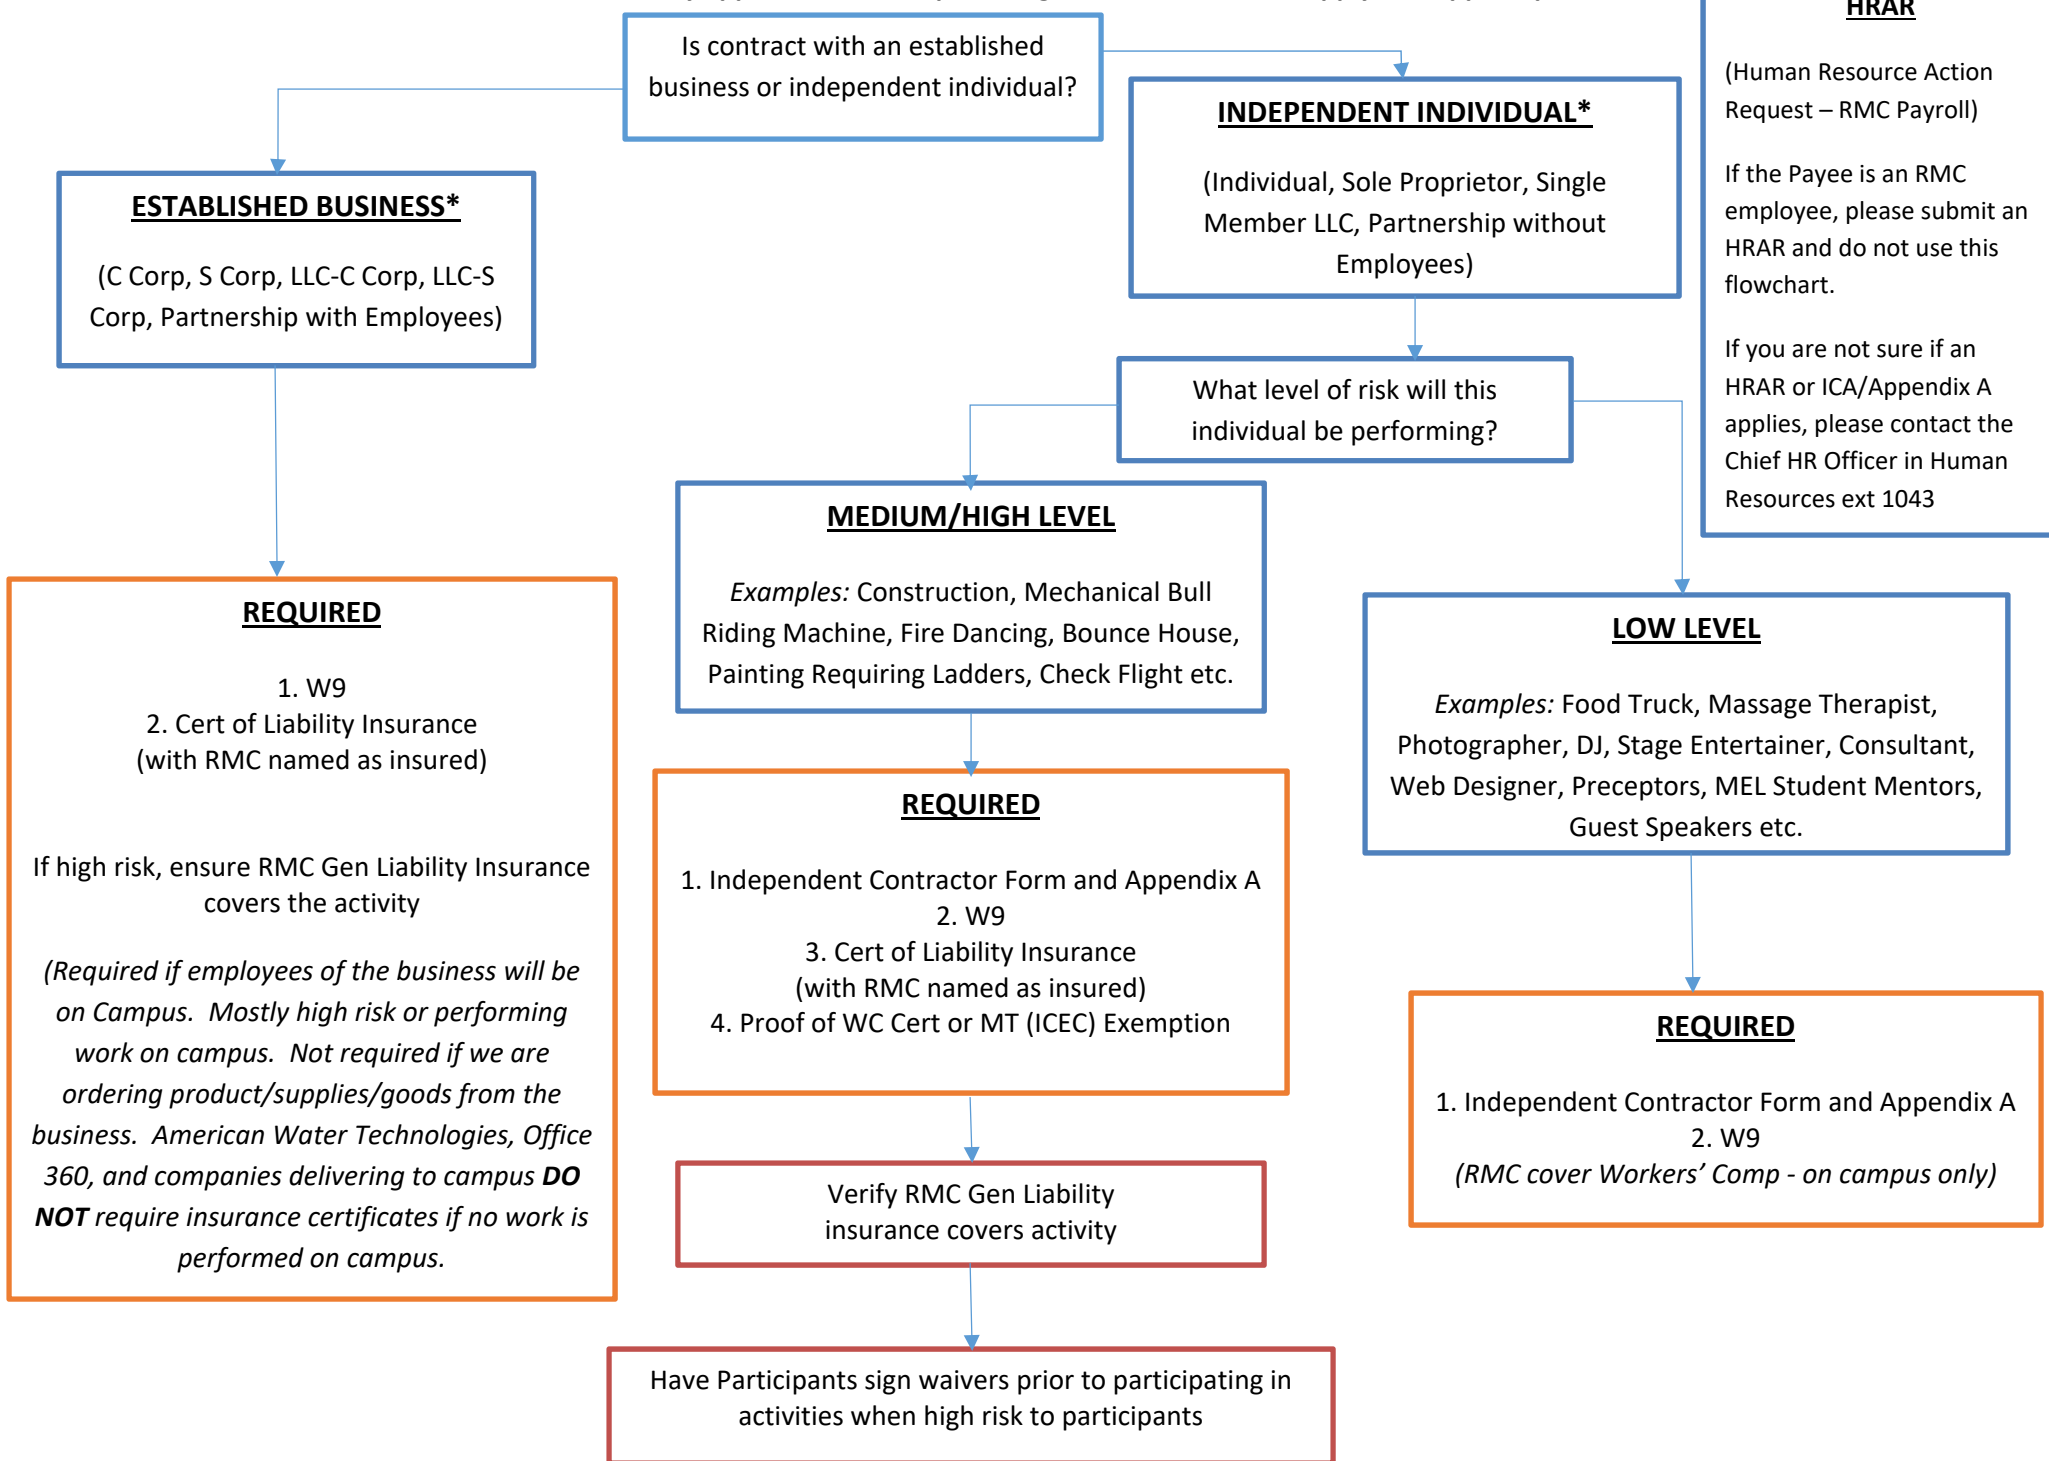 Is contract with an established
business or independent individual?
HRAR
(Human Resource Action
Request – RMC Payroll)
If the Payee is an RMC
employee, please submit an
HRAR and do not use this
flowchart.
If you are not sure if an
HRAR or ICA/Appendix A
applies, please contact the
Chief HR Officer in Human
Resources ext 1043
INDEPENDENT INDIVIDUAL*
(Individual, Sole Proprietor, Single
Member LLC, Partnership without
Employees)
ESTABLISHED BUSINESS*
(C Corp, S Corp, LLC-C Corp, LLC-S
Corp, Partnership with Employees)
What level of risk will this
individual be performing?
MEDIUM/HIGH LEVEL
Examples: Construction, Mechanical Bull
Riding Machine, Fire Dancing, Bounce House,
Painting Requiring Ladders, Check Flight etc.
LOW LEVEL
Examples: Food Truck, Massage Therapist,
Photographer, DJ, Stage Entertainer, Consultant,
Web Designer, Preceptors, MEL Student Mentors,
Guest Speakers etc.
REQUIRED
1. W9
2. Cert of Liability Insurance
(with RMC named as insured)
If high risk, ensure RMC Gen Liability Insurance
covers the activity
(Required if employees of the business will be
on Campus. Mostly high risk or performing
work on campus. Not required if we are
ordering product/supplies/goods from the
business. American Water Technologies, Office
360, and companies delivering to campus DO
NOT require insurance certificates if no work is
performed on campus.
REQUIRED
1. Independent Contractor Form and Appendix A
2. W9
3. Cert of Liability Insurance
(with RMC named as insured)
4. Proof of WC Cert or MT (ICEC) Exemption
REQUIRED
1. Independent Contractor Form and Appendix A
2. W9
(RMC cover Workers’ Comp - on campus only)
Verify RMC Gen Liability
insurance covers activity
Have Participants sign waivers prior to participating in
activities when high risk to participants